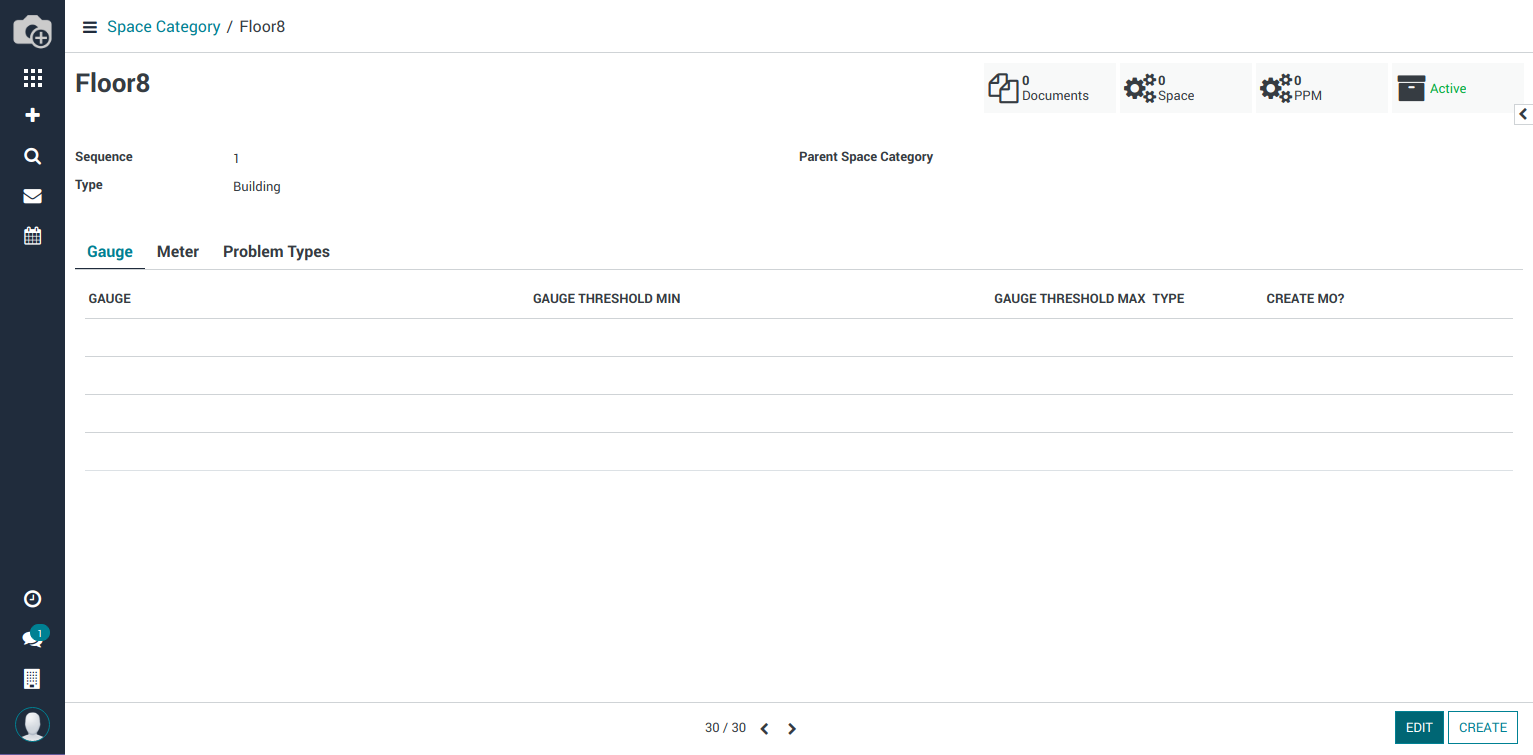 Space Category / Floor8
Floor8
0 Documents
0 Space
0 PPM
Active
Sequence 1
Parent Space Category
Type Building
Gauge Meter Problem Types
GAUGE GAUGE THRESHOLD MIN GAUGE THRESHOLD MAX TYPE CREATE MO?
1
30 / 30
EDIT CREATE